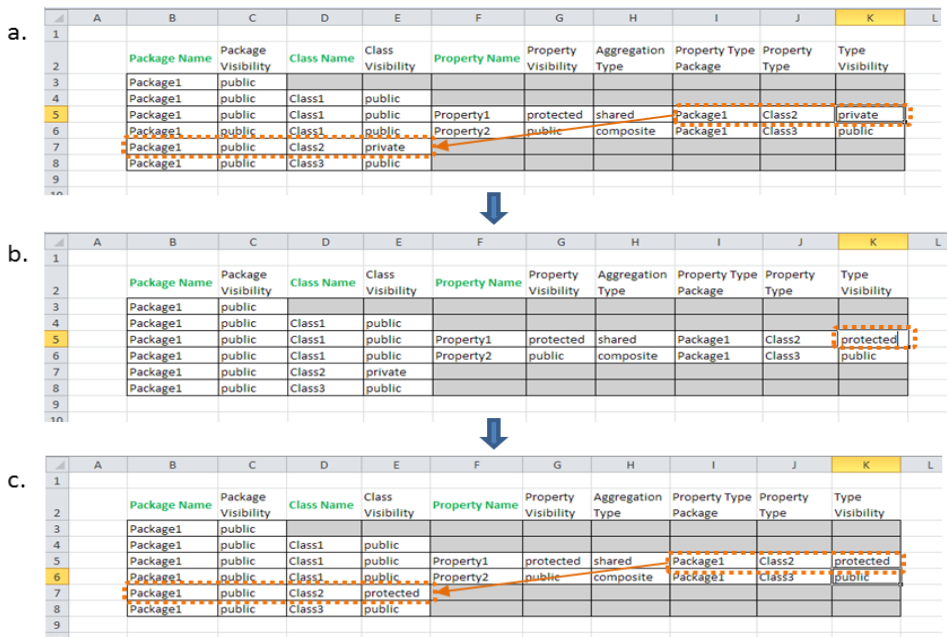 a.
A B C D E F G H I J K L
1
Package Property Aggregation Property Type Property Type
Package Name Visibility Class Name Class Visibility Property Name Visibility Type Package Type Visibility
2
3 Package1 public
4 Package1 public Class1 public
5 Package1 public Class1 public Property1 protected shared Package1 Class2 private
6 Package1 public Class1 public Property2 public composite Package1 Class3 public
7 Package1 public Class2 private
8 Package1 public Class3 public
9
10
b.
A B C D E F G H I J K L
1
Package Class Property Aggregation Property Type Property Type
2 Package Name Visibility Class Name Visibility Property Name Visibility Type Package Type Visibility
3 Package1 public
4 Package1 public Class1 public
5 Package1 public Class1 public Property1 protected shared Package1 Class2 protected
6 Package1 public Class1 public Property2 public composite Package1 Class3 public
7 Package1 public Class2 private
8 Package1 public Class3 public
9
10
c.
A B C D E F G H I J K L
1
Package Class Property Aggregation Property Type Property Type
2 Package Name Visibility Class Name Visibility Property Name Visibility Type Package Type Visibility
3 Package1 public
4 Package1 public Class1 public
5 Package1 public Class1 public Property1 protected shared Package1 Class2 protected
6 Package1 public Class1 public Property2 public composite Package1 Class3 public
7 Package1 public Class2 protected
8 Package1 public Class3 public
9